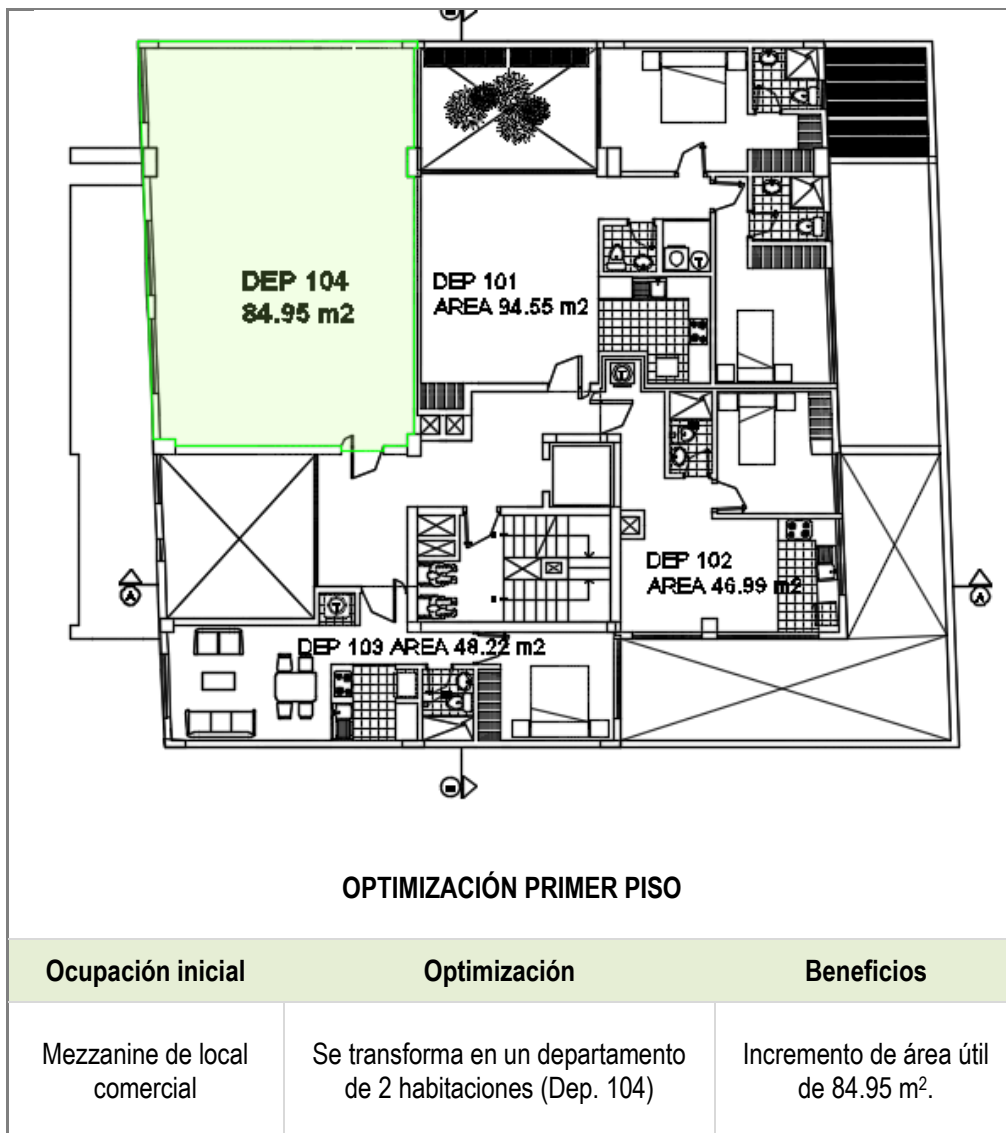 DEP 104
84.95 m2
DEP 101
AREA 94.55 m2
T
T
DEP 102
AREA 46.99 m2
A
A
T
DEP 103 AREA 48.22 m2
OPTIMIZACIÓN PRIMER PISO
Ocupación inicial
Optimización
Beneficios
Mezzanine de local
comercial
Se transforma en un departamento
de 2 habitaciones (Dep. 104)
Incremento de área útil
de 84.95 m².